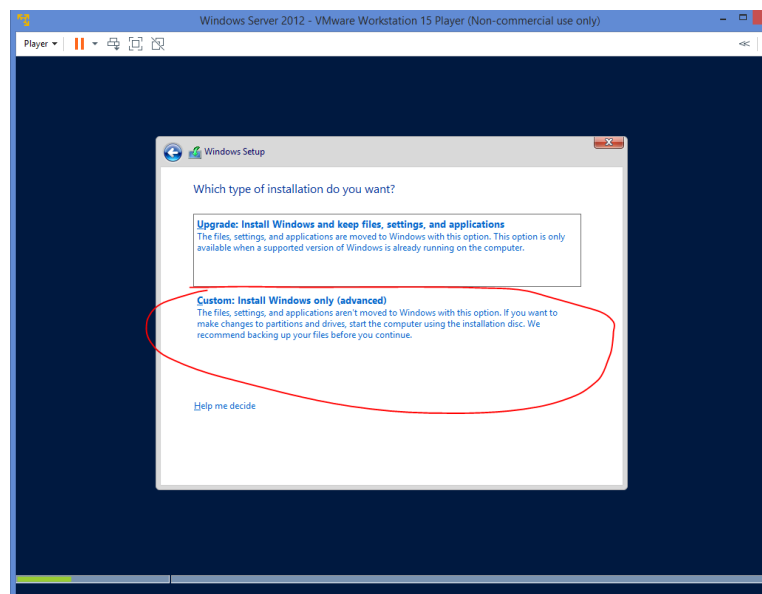 Windows Server 2012 - VMware Workstation 15 Player (Non-commercial use only)
Player
Windows Setup
Which type of installation do you want?
Upgrade: Install Windows and keep files, settings, and applications
The files, settings, and applications are moved to Windows with this option. This option is only
available when a supported version of Windows is already running on the computer.
Custom: Install Windows only (advanced)
The files, settings, and applications aren't moved to Windows with this option. If you want to
make changes to partitions and drives, start the computer using the installation disc. We
recommend backing up your files before you continue.
Help me decide